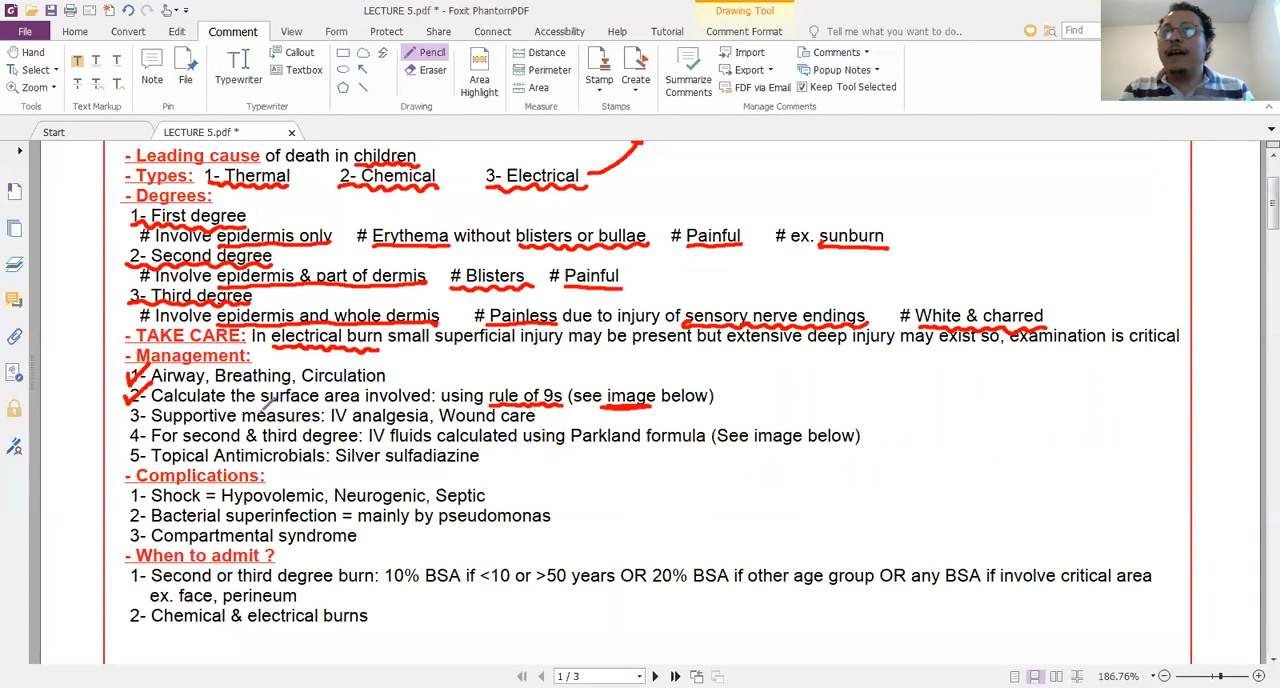 LECTURE 5.pdf * - Foxit PhantomPDF
Drawing Tool
File Home Convert Edit Comment View Form Protect Share Connect Accessibility Help Tutorial Comment Format Tell me what you want to do.. Find
Hand Select Zoom Tools
T T T T T T Text Markup
Note File Pin
Typewriter Callout Textbox Typewriter
Pencil Eraser Drawing
Area Highlight
Distance Perimeter Area Measure
Stamp Create Stamps
Summarize Comments Import Export FDF via Email Comments Popup Notes Keep Tool Selected Manage Comments
Start LECTURE 5.pdf *
- Leading cause of death in children
- Types: 1- Thermal 2- Chemical 3- Electrical
- Degrees:
1- First degree
# Involve epidermis only # Erythema without blisters or bullae # Painful # ex. sunburn
2- Second degree
# Involve epidermis & part of dermis # Blisters # Painful
3- Third degree
# Involve epidermis and whole dermis # Painless due to injury of sensory nerve endings # White & charred
- TAKE CARE: In electrical burn small superficial injury may be present but extensive deep injury may exist so, examination is critical
- Management:
1- Airway, Breathing, Circulation
2- Calculate the surface area involved: using rule of 9s (see image below)
3- Supportive measures: IV analgesia, Wound care
4- For second & third degree: IV fluids calculated using Parkland formula (See image below)
5- Topical Antimicrobials: Silver sulfadiazine
- Complications:
1- Shock = Hypovolemic, Neurogenic, Septic
2- Bacterial superinfection = mainly by pseudomonas
3- Compartmental syndrome
- When to admit ?
1- Second or third degree burn: 10% BSA if <10 or >50 years OR 20% BSA if other age group OR any BSA if involve critical area
ex. face, perineum
2- Chemical & electrical burns
1 / 3 186.76%